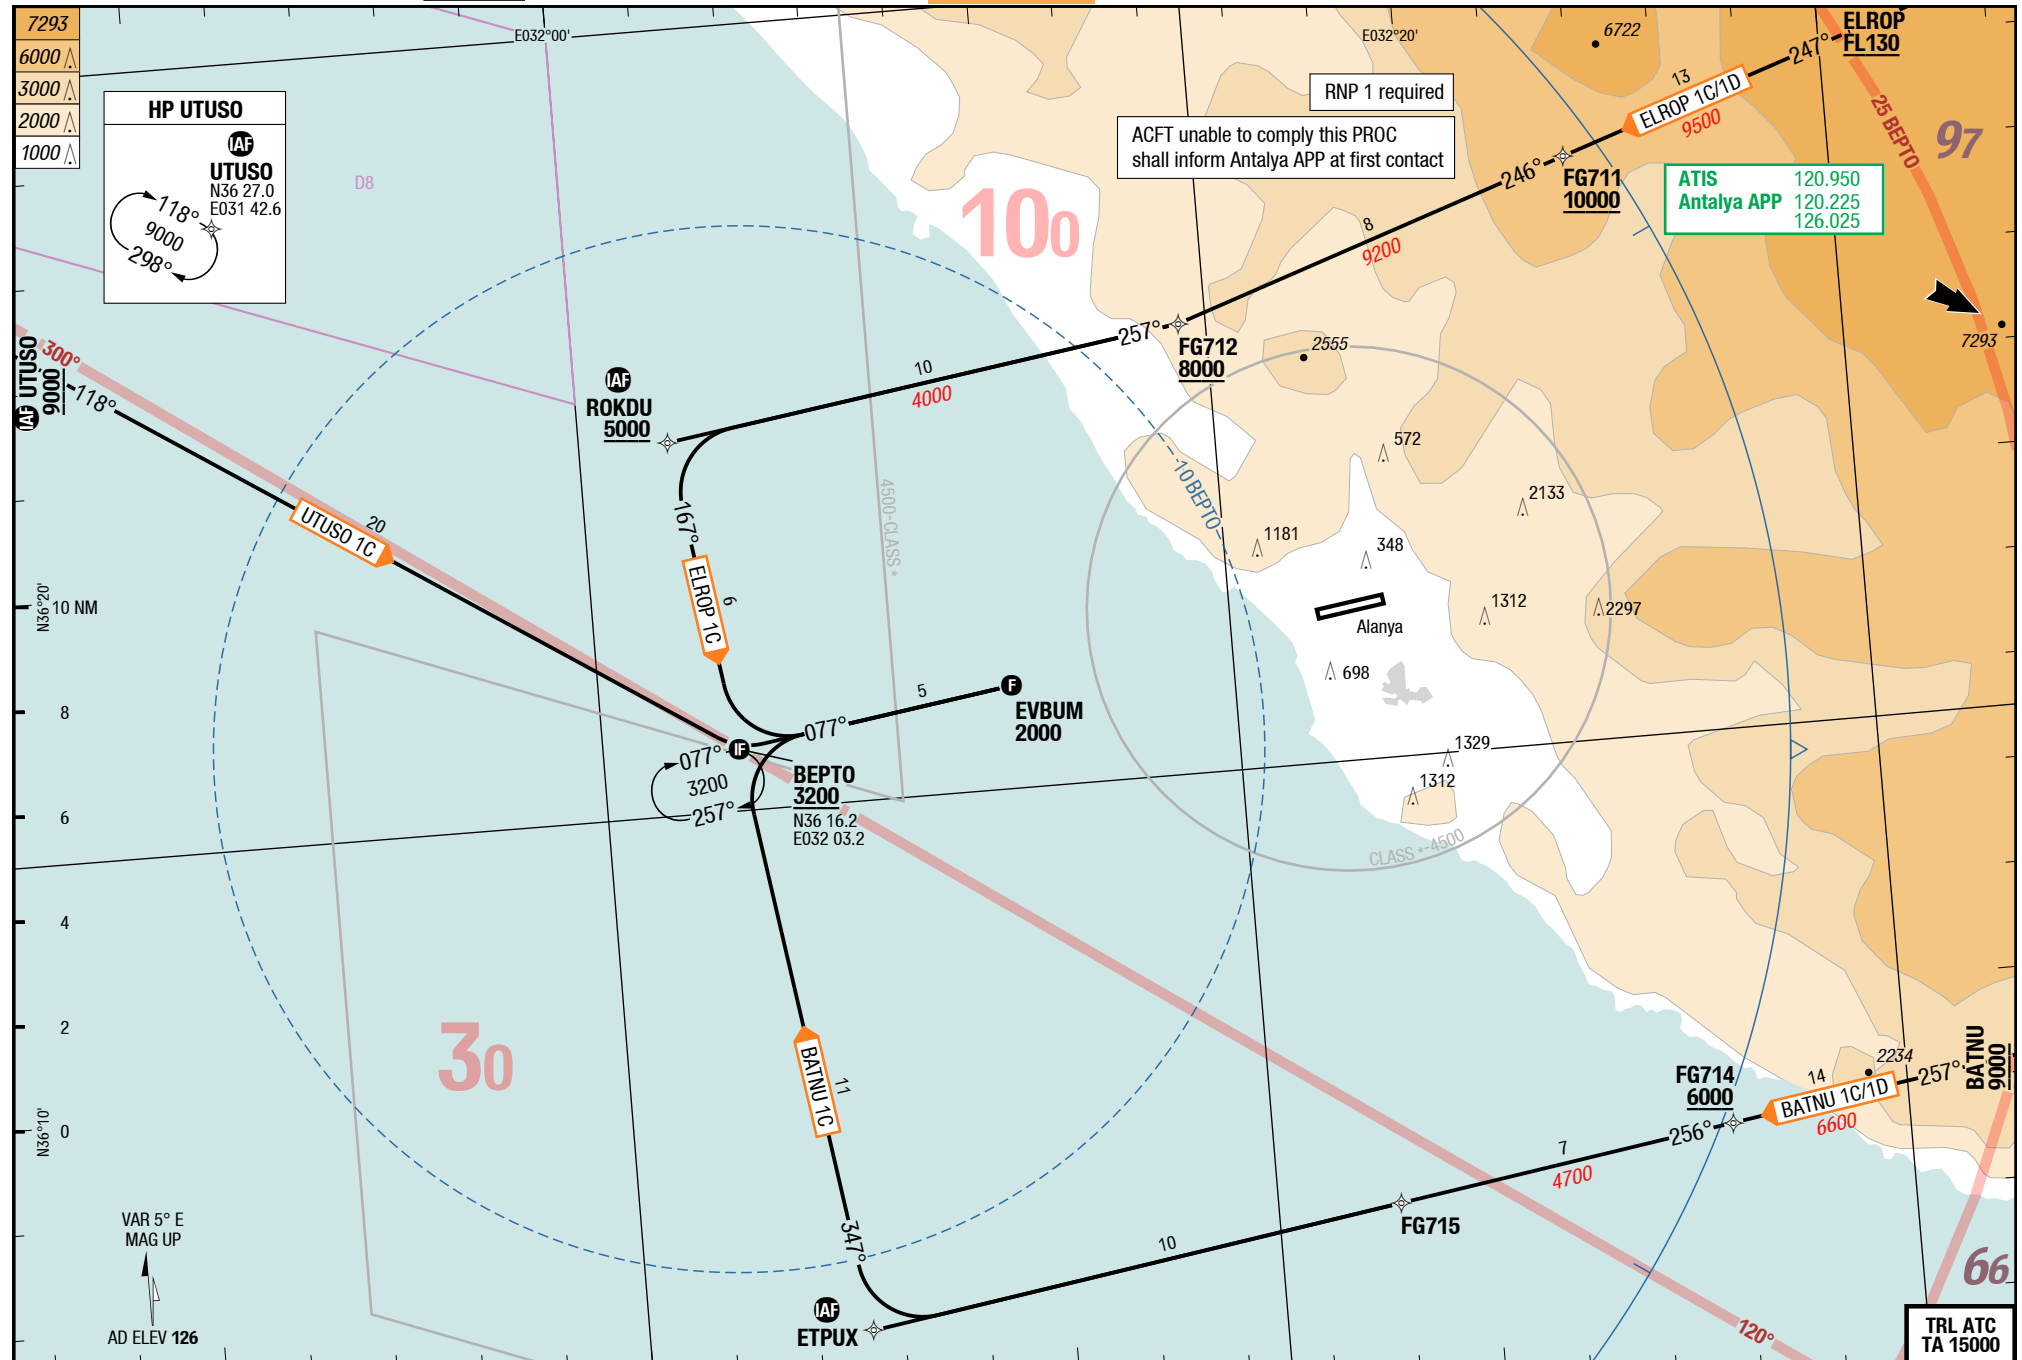 7293
6000
3000
2000
1000
E032°00'
E032°20'
6722
ELROP
FL130
247°
13
ELROP 1C/1D
9500
25 BEPTO
97
RNP 1 required
ACFT unable to comply this PROC
shall inform Antalya APP at first contact
HP UTUSO
IAF
UTUSO
N36 27.0
E031 42.6
118°
9000
298°
D8
100
246°
FG711
10000
ATIS 120.950
Antalya APP 120.225
126.025
8
9200
7293
257°
FG712
8000
2555
300°
IAF UTUSO
9000
118°
IAF
ROKDU
5000
10
4000
572
4500-CLASS *
10 BEPTO
2133
167°
UTUSO 1C
20
1181
348
ELROP 1C
6
N36°20'
10 NM
1312
2297
Alanya
698
5
F
EVBUM
2000
8
077°
IF
077°
3200
257°
BEPTO
3200
N36 16.2
E032 03.2
1329
1312
6
CLASS *-4500
4
2
30
BATNU 1C
11
2234
257°
BATNU
9000
FG714
6000
14
BATNU 1C/1D
6600
N36°10'
0
256°
7
4700
FG715
10
347°
VAR 5° E
MAG UP
AD ELEV 126
IAF
ETPUX
66
120°
TRL ATC
TA 15000